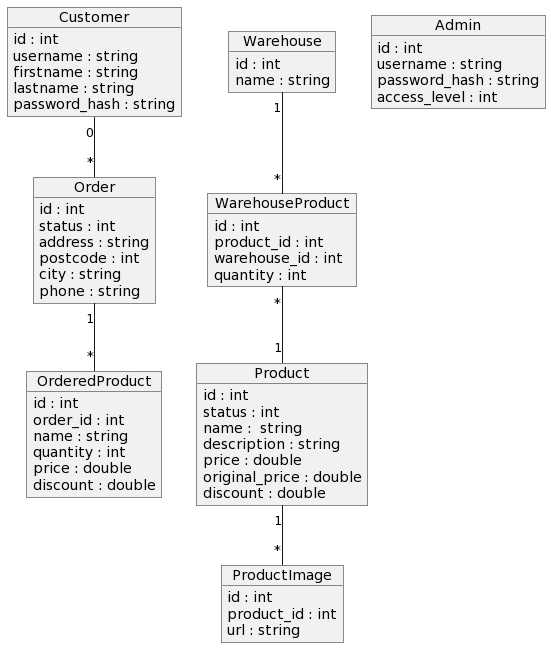 Customer
id : int
username : string
firstname : string
lastname : string
password_hash : string
0
*
Order
id : int
status : int
address : string
postcode : int
city : string
phone : string
1
*
OrderedProduct
id : int
order_id : int
name : string
quantity : int
price : double
discount : double
Warehouse
id : int
name : string
1
*
WarehouseProduct
id : int
product_id : int
warehouse_id : int
quantity : int
*
1
Product
id : int
status : int
name :  string
description : string
price : double
original_price : double
discount : double
1
*
ProductImage
id : int
product_id : int
url : string
Admin
id : int
username : string
password_hash : string
access_level : int